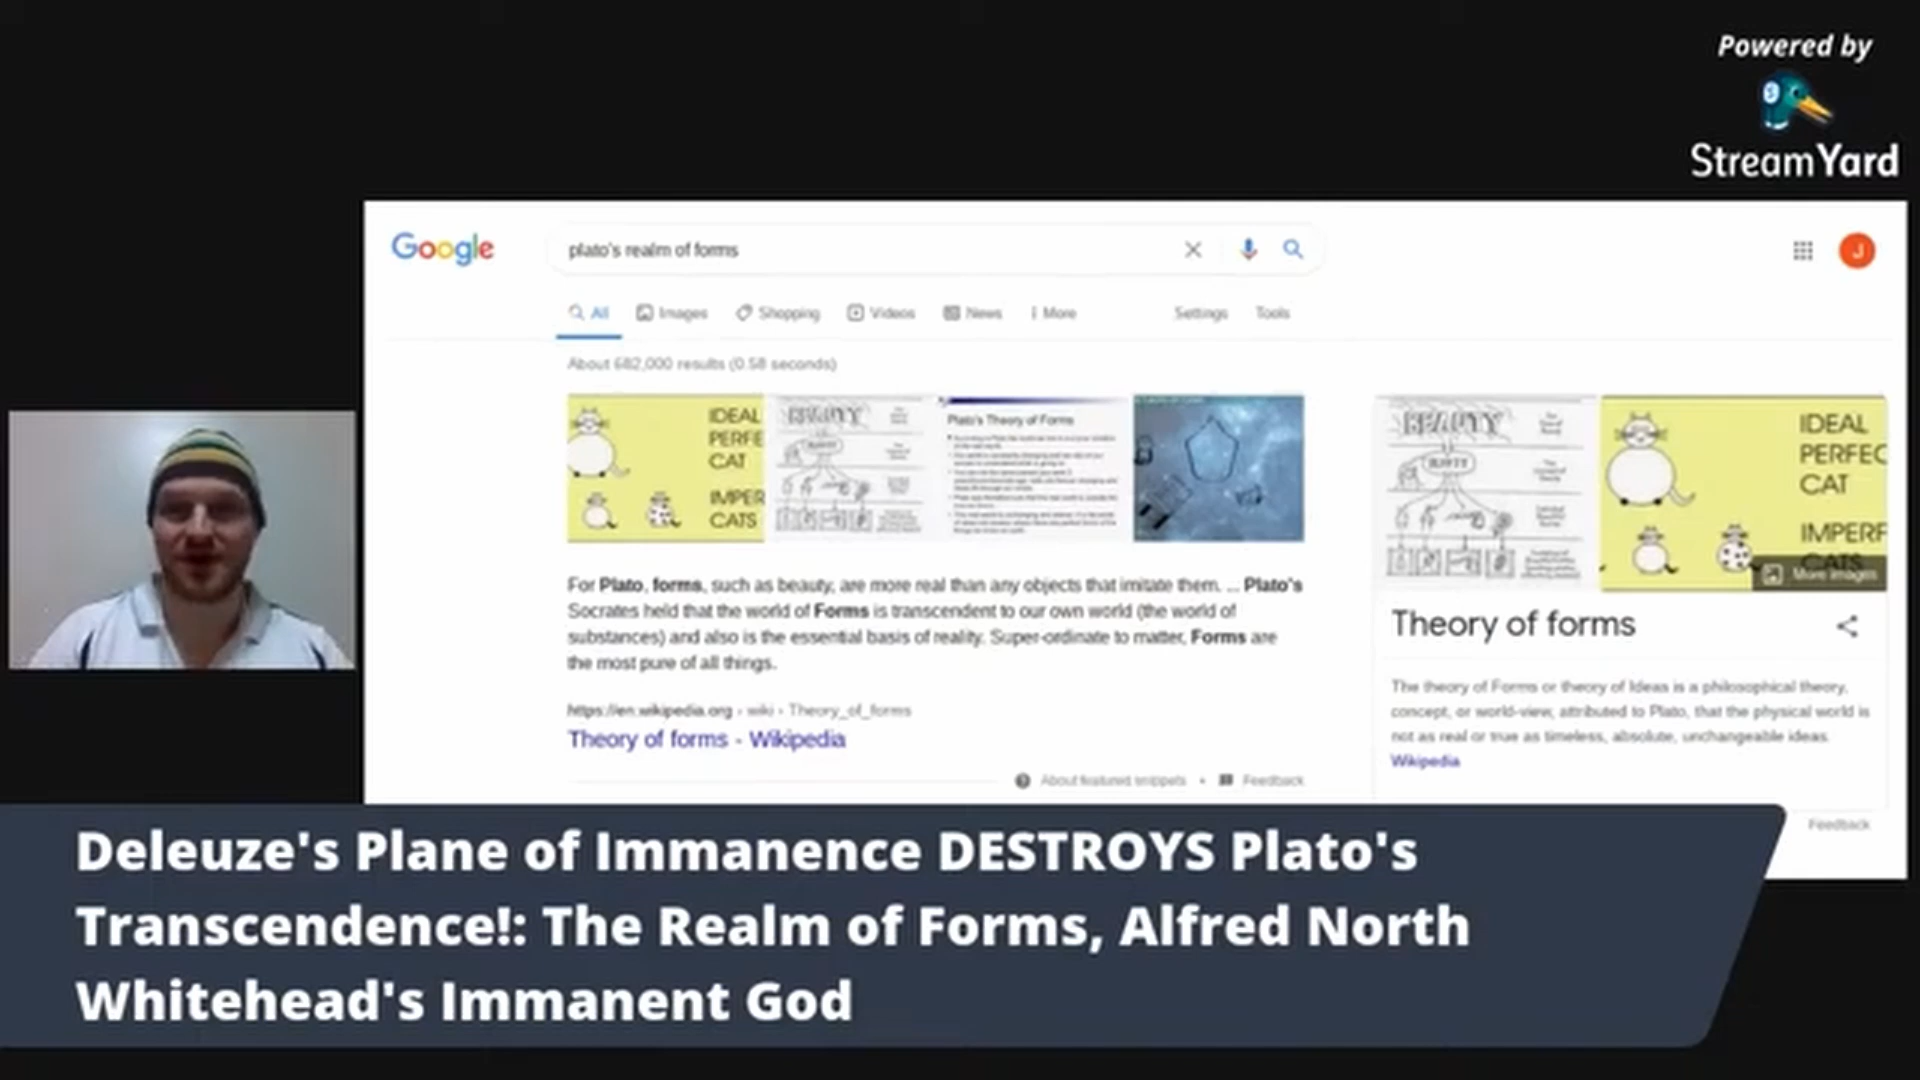 Powered by
StreamYard
Google
plato's realm of forms
J
All Images Shopping Videos News More Settings Tools
About 682,000 results (0.58 seconds)
IDEAL
PERFE
CAT
IMPER
CATS
BEAUTY
Plato's Theory of Forms
BEAUTY
IDEAL
PERFEC
CAT
IMPERF
CATS
More images
For Plato, forms, such as beauty, are more real than any objects that imitate them. ... Plato's
Socrates held that the world of Forms is transcendent to our own world (the world of
substances) and also is the essential basis of reality. Super-ordinate to matter, Forms are
the most pure of all things.
https://en.wikipedia.org › wiki › Theory_of_forms
Theory of forms - Wikipedia
About featured snippets • Feedback
Theory of forms
The theory of Forms or theory of Ideas is a philosophical theory,
concept, or world-view, attributed to Plato, that the physical world is
not as real or true as timeless, absolute, unchangeable ideas.
Wikipedia
Feedback
Deleuze's Plane of Immanence DESTROYS Plato's
Transcendence!: The Realm of Forms, Alfred North
Whitehead's Immanent God